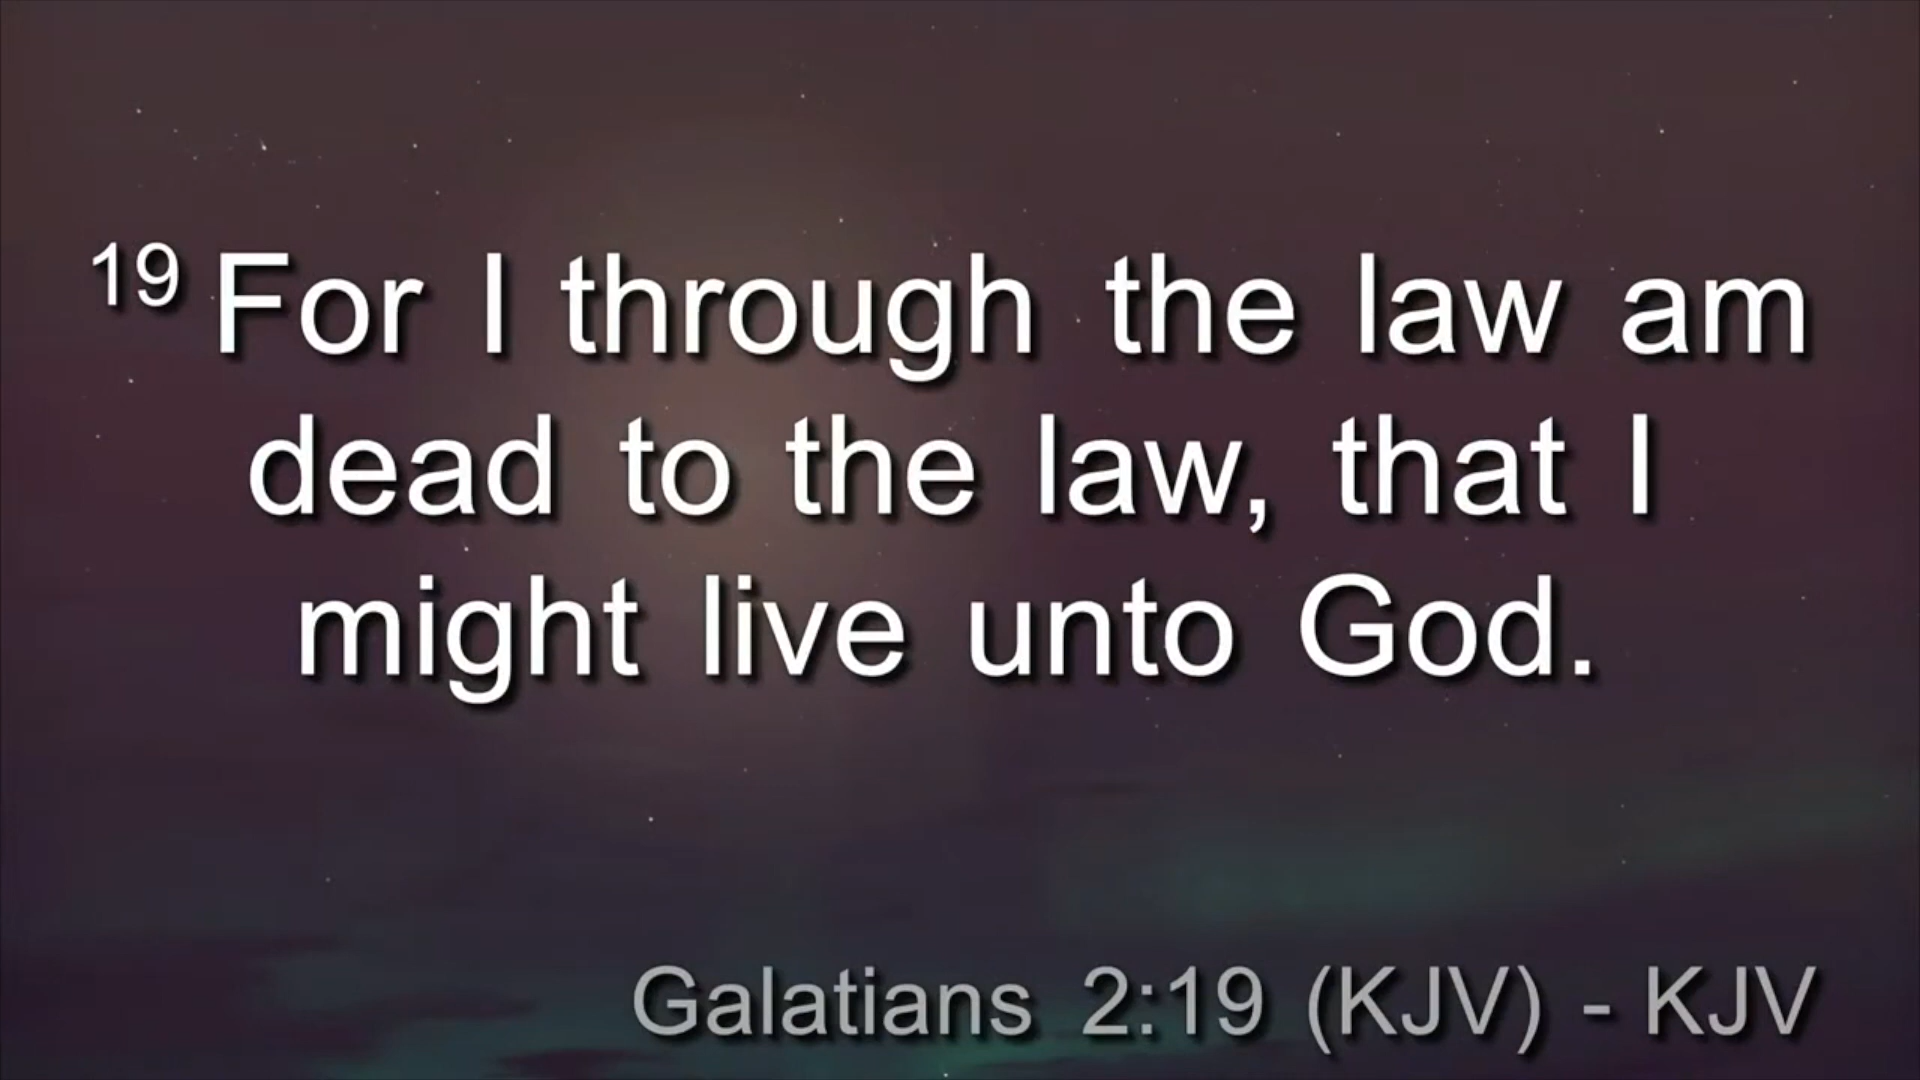 19 For I through the law am
dead to the law, that I
might live unto God.
Galatians 2:19 (KJV) - KJV